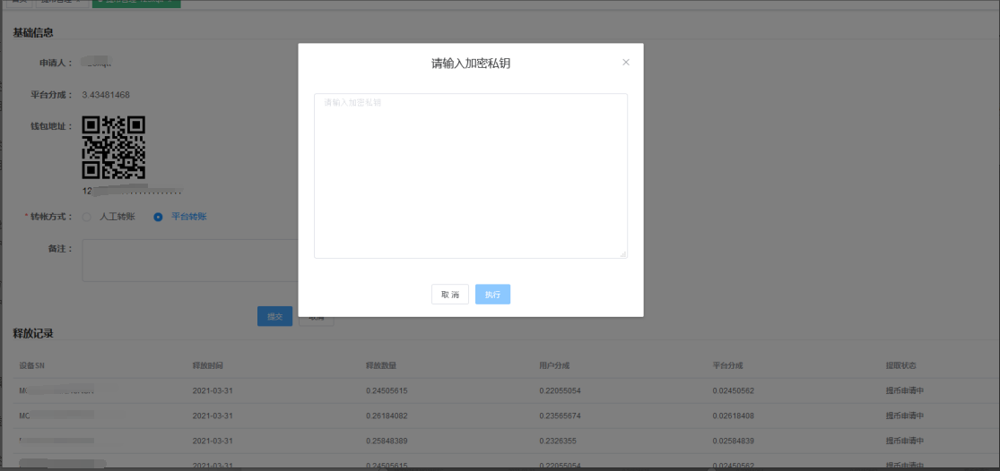 基础信息
请输入加密私钥
申请人：
平台分成： 3.43481468
请输入加密私钥
钱包地址：
12
* 转帐方式： 人工转账 平台转账
备注：
取 消 执行
提交 取消
释放记录
设备SN 释放时间 释放数量 用户分成 平台分成 提取状态
MC 2021-03-31 0.24505615 0.22055054 0.02450562 提币申请中
MC 2021-03-31 0.26184082 0.23565674 0.02618408 提币申请中
2021-03-31 0.25848389 0.2326355 0.02584839 提币申请中
2021-03-31 0.24505615 0.22055054 0.02450562 提币申请中